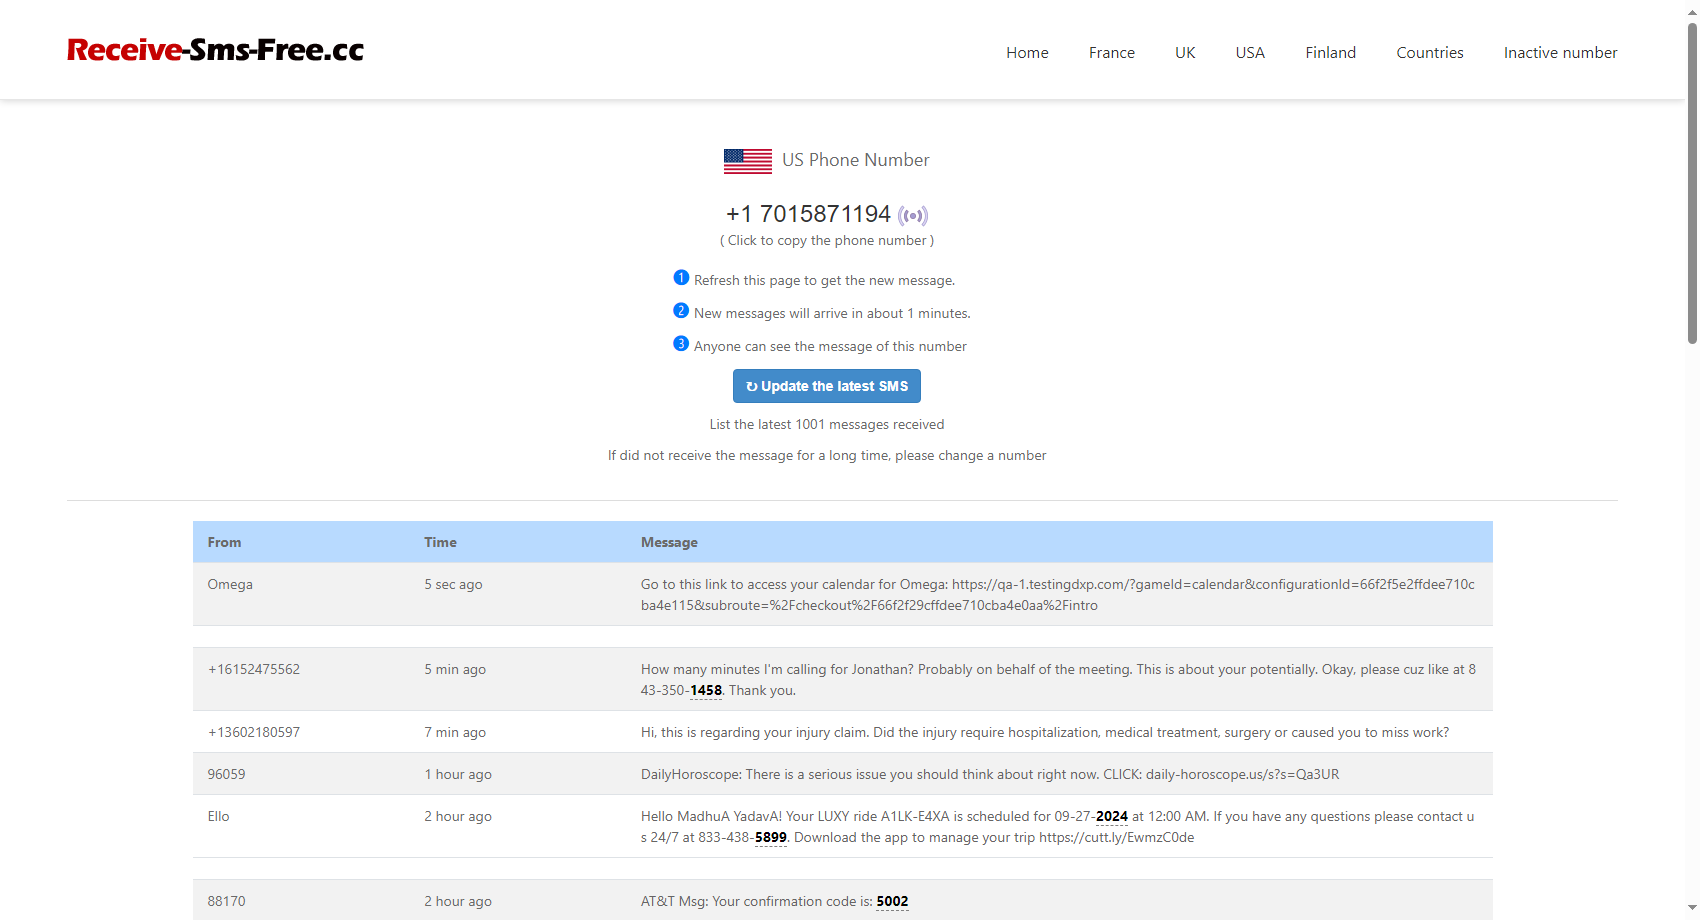 Receive-Sms-Free.cc
Home France UK USA Finland Countries Inactive number
US Phone Number
+1 7015871194
( Click to copy the phone number )
1 Refresh this page to get the new message.
2 New messages will arrive in about 1 minutes.
3 Anyone can see the message of this number
↻ Update the latest SMS
List the latest 1001 messages received
If did not receive the message for a long time, please change a number
From Time Message
Omega 5 sec ago Go to this link to access your calendar for Omega: https://qa-1.testingdxp.com/?gameId=calendar&configurationId=66f2f5e2ffdee710c
ba4e115&subroute=%2Fcheckout%2F66f2f29cffdee710cba4e0aa%2Fintro
+16152475562 5 min ago How many minutes I'm calling for Jonathan? Probably on behalf of the meeting. This is about your potentially. Okay, please cuz like at 8
43-350-1458. Thank you.
+13602180597 7 min ago Hi, this is regarding your injury claim. Did the injury require hospitalization, medical treatment, surgery or caused you to miss work?
96059 1 hour ago DailyHoroscope: There is a serious issue you should think about right now. CLICK: daily-horoscope.us/s?s=Qa3UR
Ello 2 hour ago Hello MadhuA YadavA! Your LUXY ride A1LK-E4XA is scheduled for 09-27-2024 at 12:00 AM. If you have any questions please contact u
s 24/7 at 833-438-5899. Download the app to manage your trip https://cutt.ly/EwmzC0de
88170 2 hour ago AT&T Msg: Your confirmation code is: 5002